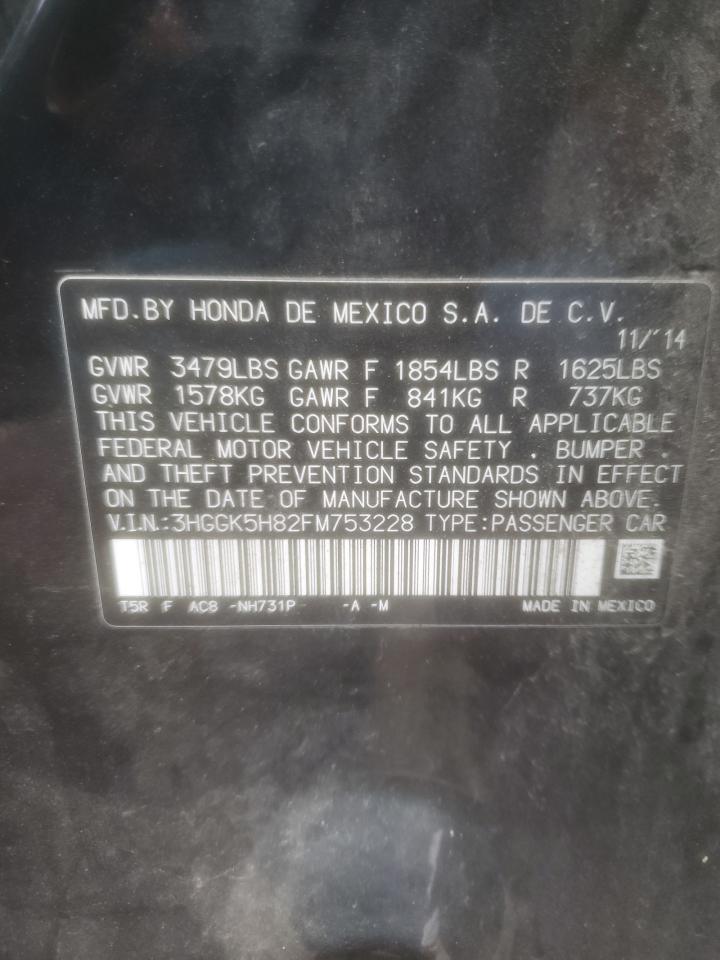 MFD.BY HONDA DE MEXICO S.A. DE C.V.
11/'14
GVWR 3479LBS GAWR F 1854LBS R 1625LBS
GVWR 1578KG GAWR F 841KG R 737KG
THIS VEHICLE CONFORMS TO ALL APPLICABLE
FEDERAL MOTOR VEHICLE SAFETY , BUMPER ,
AND THEFT PREVENTION STANDARDS IN EFFECT
ON THE DATE OF MANUFACTURE SHOWN ABOVE.
V.I.N.:3HGGK5H82FM753228 TYPE:PASSENGER CAR
T5R F AC8 -NH731P -A -M MADE IN MEXICO